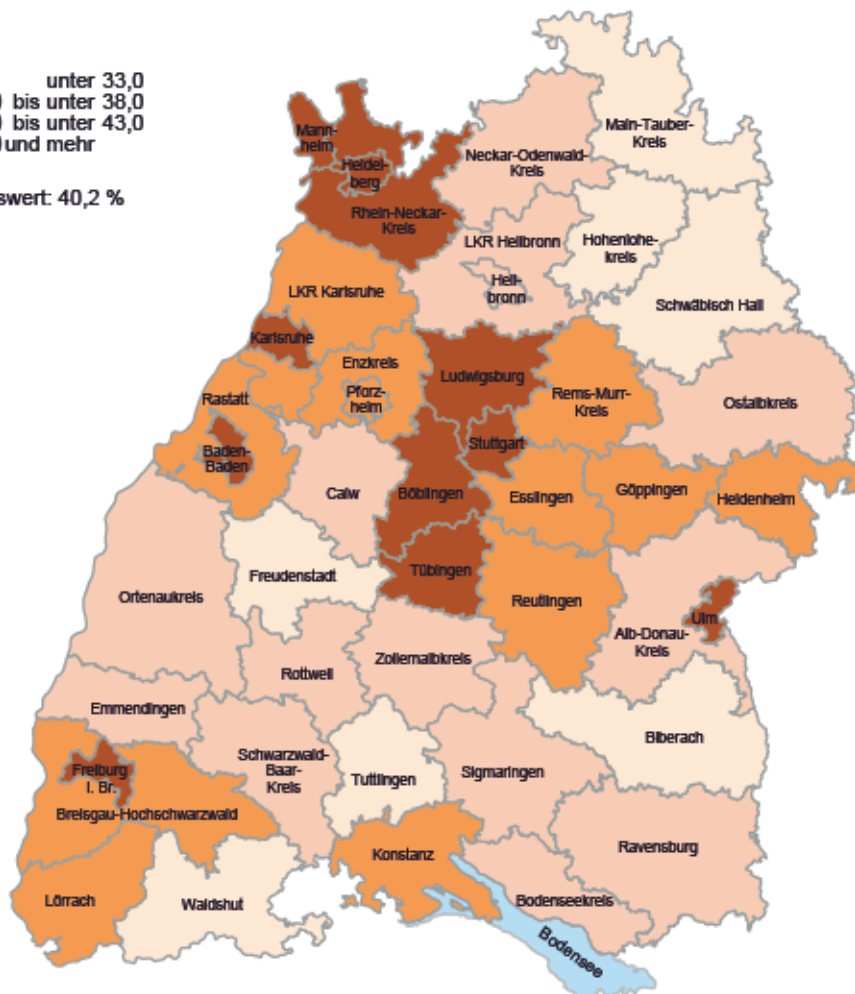 unter 33,0
) bis unter 38,0
) bis unter 43,0
) und mehr
swert: 40,2 %
Main-Tauber-
Kreis
Mann-
heim
Neckar-Odenwald-
Kreis
Heidel-
berg
Rhein-Neckar-
Kreis
LKR Heilbronn
Hohenlohe-
kreis
Heil-
bronn
LKR Karlsruhe
Schwäbisch Hall
Karlsruhe
Enzkreis
Ludwigsburg
Rastatt
Pforz-
heim
Rems-Murr-
Kreis
Ostalbkreis
Stuttgart
Baden-
Baden
Calw
Böblingen
Esslingen
Göppingen
Heidenheim
Freudenstadt
Tübingen
Ortenaukreis
Reutlingen
Ulm
Alb-Donau-
Kreis
Zollernalbkreis
Rottweil
Emmendingen
Biberach
Schwarzwald-
Baar-
Kreis
Tuttlingen
Sigmaringen
Freiburg
i. Br.
Breisgau-Hochschwarzwald
Konstanz
Ravensburg
Lörrach
Waldshut
Bodenseekreis
Bodensee